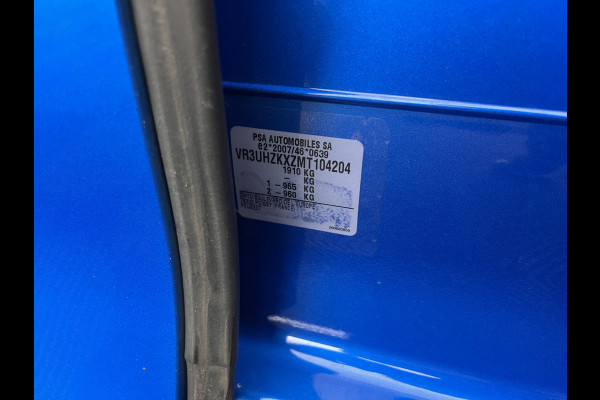 PSA AUTOMOBILES SA
e2*2007/46*0639
VR3UHZKXZMT104204
1910 KG
- KG
1 - 965 KG
2 - 960 KG